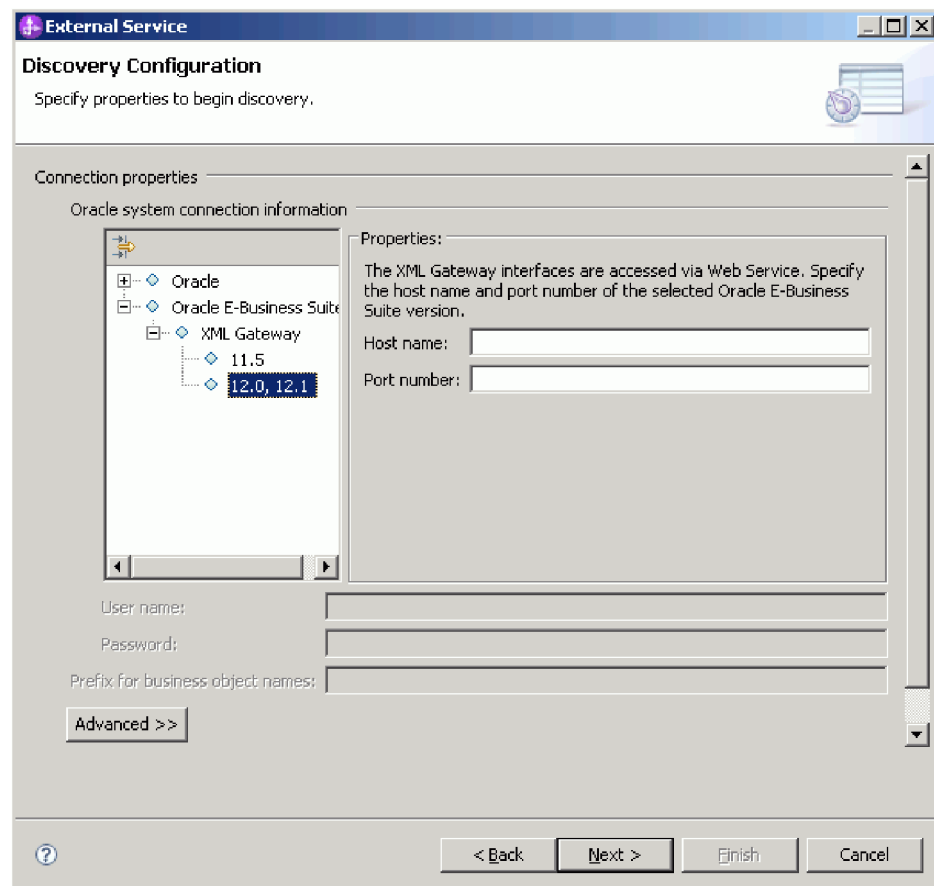 External Service
Discovery Configuration
Specify properties to begin discovery.
Connection properties
Oracle system connection information
Oracle
Oracle E-Business Suite
XML Gateway
11.5
12.0, 12.1
Properties:
The XML Gateway interfaces are accessed via Web Service. Specify
the host name and port number of the selected Oracle E-Business
Suite version.
Host name:
Port number:
User name:
Password:
Prefix for business object names:
Advanced >>
< Back
Next >
Finish
Cancel